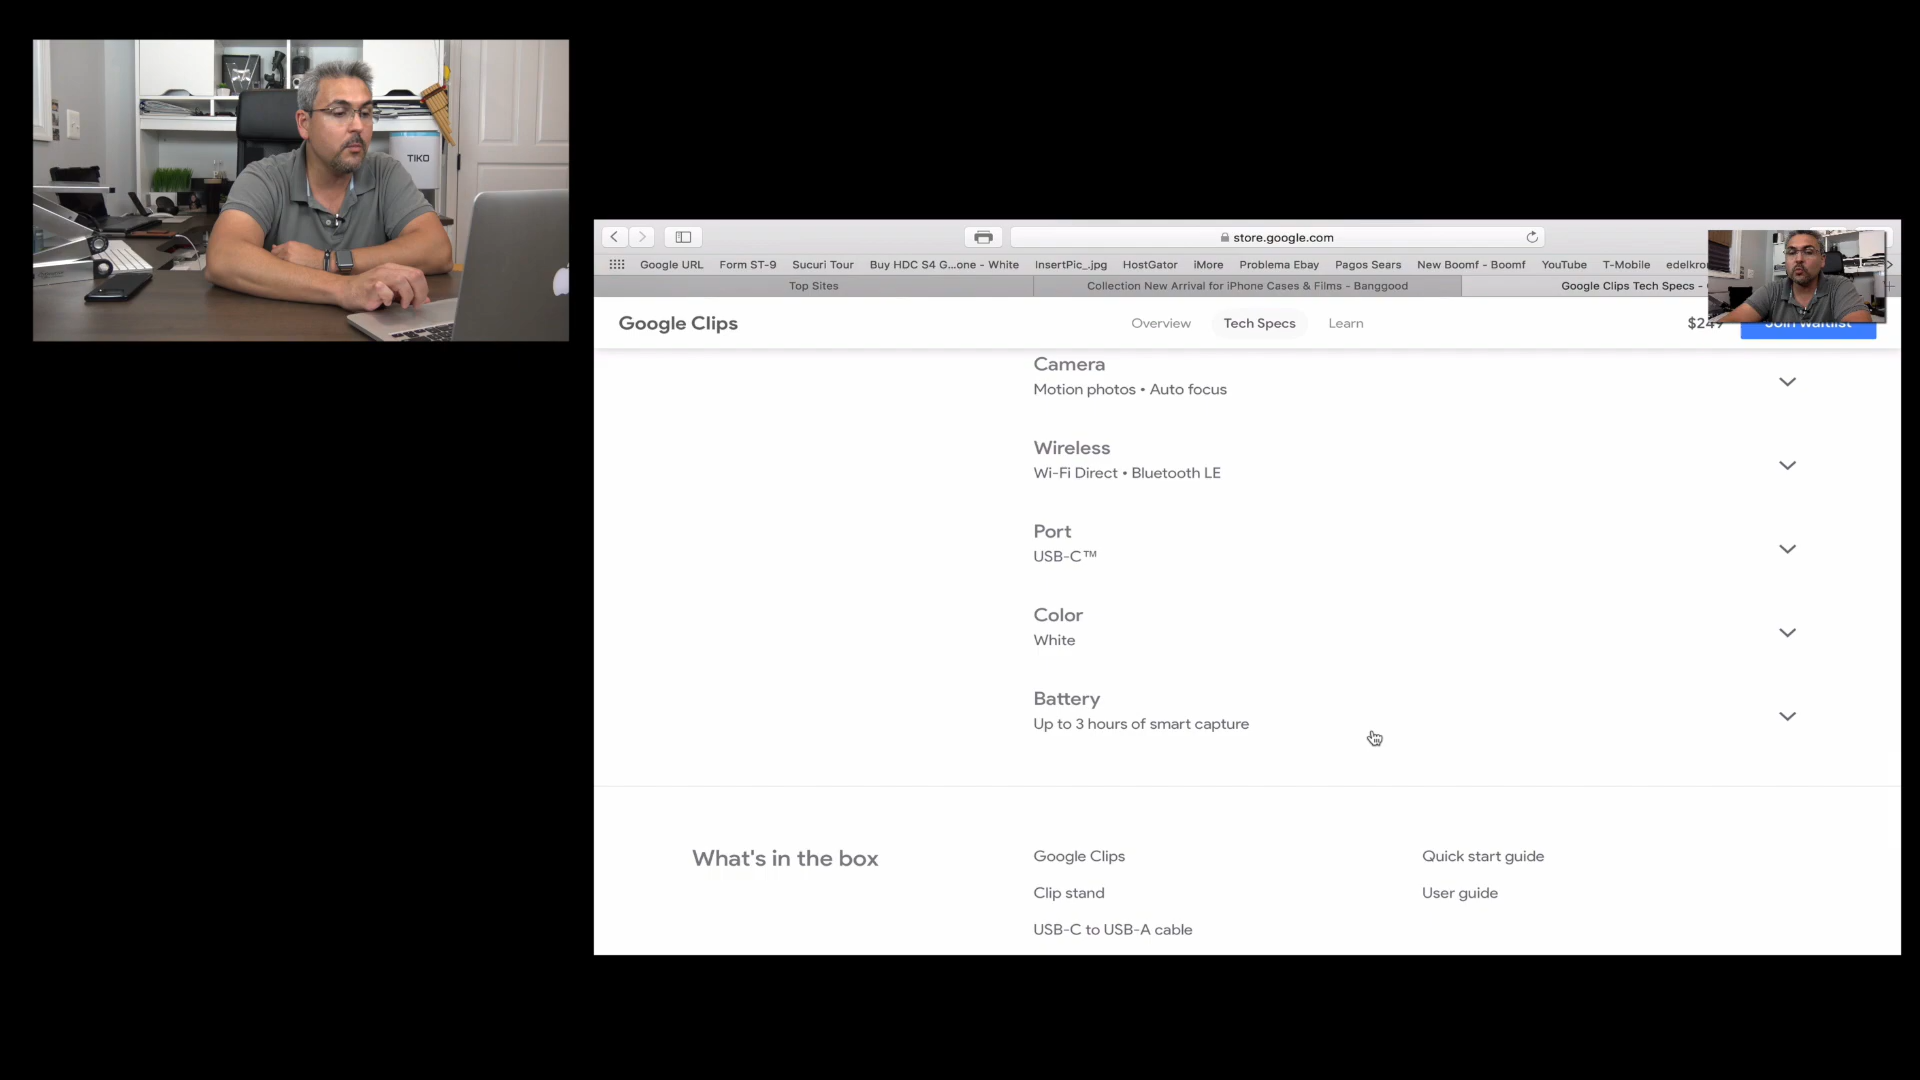 TIKO
store.google.com
Google URL
Form ST-9
Sucuri Tour
Buy HDC S4 G...one - White
InsertPic_.jpg
HostGator
iMore
Problema Ebay
Pagos Sears
New Boomf - Boomf
YouTube
T-Mobile
Top Sites
Collection New Arrival for iPhone Cases & Films - Banggood
Google Clips Tech Specs -
Google Clips
Overview
Tech Specs
Learn
Join waitlist
Camera
Motion photos • Auto focus
Wireless
Wi-Fi Direct • Bluetooth LE
Port
USB-C™
Color
White
Battery
Up to 3 hours of smart capture
What's in the box
Google Clips
Clip stand
USB-C to USB-A cable
Quick start guide
User guide